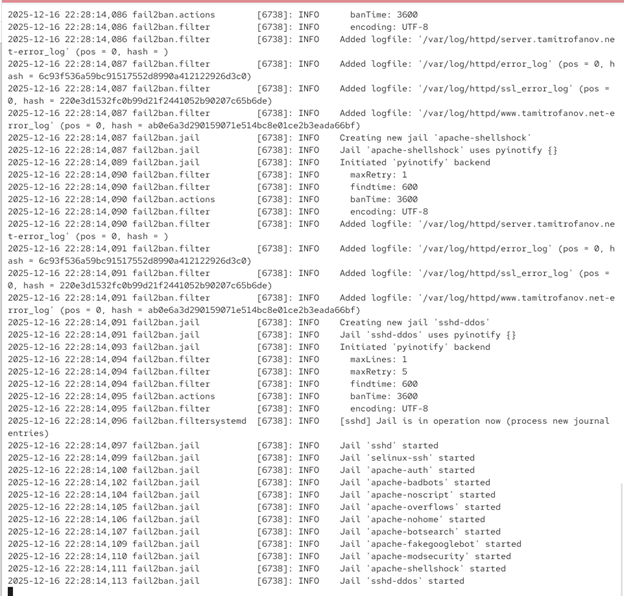 2025-12-16 22:28:14,086 fail2ban.actions [6738]: INFO banTime: 3600
2025-12-16 22:28:14,086 fail2ban.filter [6738]: INFO encoding: UTF-8
2025-12-16 22:28:14,086 fail2ban.filter [6738]: INFO Added logfile: '/var/log/httpd/server.tamitrofanov.ne
t-error_log' (pos = 0, hash = )
2025-12-16 22:28:14,087 fail2ban.filter [6738]: INFO Added logfile: '/var/log/httpd/error_log' (pos = 0, h
ash = 6c93f536a59bc91517552d8990a412122926d3c0)
2025-12-16 22:28:14,087 fail2ban.filter [6738]: INFO Added logfile: '/var/log/httpd/ssl_error_log' (pos =
0, hash = 220e3d1532fc0b99d21f2441052b90207c65b6de)
2025-12-16 22:28:14,087 fail2ban.filter [6738]: INFO Added logfile: '/var/log/httpd/www.tamitrofanov.net-e
rror_log' (pos = 0, hash = ab0e6a3d290159071e514bc8e01ce2b3eada66bf)
2025-12-16 22:28:14,087 fail2ban.jail [6738]: INFO Creating new jail 'apache-shellshock'
2025-12-16 22:28:14,087 fail2ban.jail [6738]: INFO Jail 'apache-shellshock' uses pyinotify {}
2025-12-16 22:28:14,089 fail2ban.jail [6738]: INFO Initiated 'pyinotify' backend
2025-12-16 22:28:14,090 fail2ban.filter [6738]: INFO maxRetry: 1
2025-12-16 22:28:14,090 fail2ban.filter [6738]: INFO findtime: 600
2025-12-16 22:28:14,090 fail2ban.actions [6738]: INFO banTime: 3600
2025-12-16 22:28:14,090 fail2ban.filter [6738]: INFO encoding: UTF-8
2025-12-16 22:28:14,090 fail2ban.filter [6738]: INFO Added logfile: '/var/log/httpd/server.tamitrofanov.ne
t-error_log' (pos = 0, hash = )
2025-12-16 22:28:14,091 fail2ban.filter [6738]: INFO Added logfile: '/var/log/httpd/error_log' (pos = 0, h
ash = 6c93f536a59bc91517552d8990a412122926d3c0)
2025-12-16 22:28:14,091 fail2ban.filter [6738]: INFO Added logfile: '/var/log/httpd/ssl_error_log' (pos =
0, hash = 220e3d1532fc0b99d21f2441052b90207c65b6de)
2025-12-16 22:28:14,091 fail2ban.filter [6738]: INFO Added logfile: '/var/log/httpd/www.tamitrofanov.net-e
rror_log' (pos = 0, hash = ab0e6a3d290159071e514bc8e01ce2b3eada66bf)
2025-12-16 22:28:14,091 fail2ban.jail [6738]: INFO Creating new jail 'sshd-ddos'
2025-12-16 22:28:14,091 fail2ban.jail [6738]: INFO Jail 'sshd-ddos' uses pyinotify {}
2025-12-16 22:28:14,093 fail2ban.jail [6738]: INFO Initiated 'pyinotify' backend
2025-12-16 22:28:14,094 fail2ban.filter [6738]: INFO maxLines: 1
2025-12-16 22:28:14,094 fail2ban.filter [6738]: INFO maxRetry: 5
2025-12-16 22:28:14,094 fail2ban.filter [6738]: INFO findtime: 600
2025-12-16 22:28:14,095 fail2ban.actions [6738]: INFO banTime: 3600
2025-12-16 22:28:14,095 fail2ban.filter [6738]: INFO encoding: UTF-8
2025-12-16 22:28:14,096 fail2ban.filtersystemd [6738]: INFO [sshd] Jail is in operation now (process new journal
entries)
2025-12-16 22:28:14,097 fail2ban.jail [6738]: INFO Jail 'sshd' started
2025-12-16 22:28:14,099 fail2ban.jail [6738]: INFO Jail 'selinux-ssh' started
2025-12-16 22:28:14,100 fail2ban.jail [6738]: INFO Jail 'apache-auth' started
2025-12-16 22:28:14,102 fail2ban.jail [6738]: INFO Jail 'apache-badbots' started
2025-12-16 22:28:14,104 fail2ban.jail [6738]: INFO Jail 'apache-noscript' started
2025-12-16 22:28:14,105 fail2ban.jail [6738]: INFO Jail 'apache-overflows' started
2025-12-16 22:28:14,106 fail2ban.jail [6738]: INFO Jail 'apache-nohome' started
2025-12-16 22:28:14,107 fail2ban.jail [6738]: INFO Jail 'apache-botsearch' started
2025-12-16 22:28:14,109 fail2ban.jail [6738]: INFO Jail 'apache-fakegooglebot' started
2025-12-16 22:28:14,110 fail2ban.jail [6738]: INFO Jail 'apache-modsecurity' started
2025-12-16 22:28:14,111 fail2ban.jail [6738]: INFO Jail 'apache-shellshock' started
2025-12-16 22:28:14,113 fail2ban.jail [6738]: INFO Jail 'sshd-ddos' started